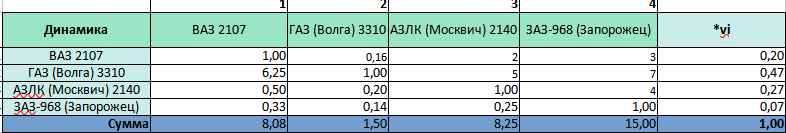 1 2 3 4
Динамика ВАЗ 2107 ГАЗ (Волга) 3310 АЗЛК (Москвич) 2140 ЗАЗ-968 (Запорожец) *vj
ВАЗ 2107 1,00 0,16 2 3 0,20
ГАЗ (Волга) 3310 6,25 1,00 5 7 0,47
АЗЛК (Москвич) 2140 0,50 0,20 1,00 4 0,27
ЗАЗ-968 (Запорожец) 0,33 0,14 0,25 1,00 0,07
Сумма 8,08 1,50 8,25 15,00 1,00